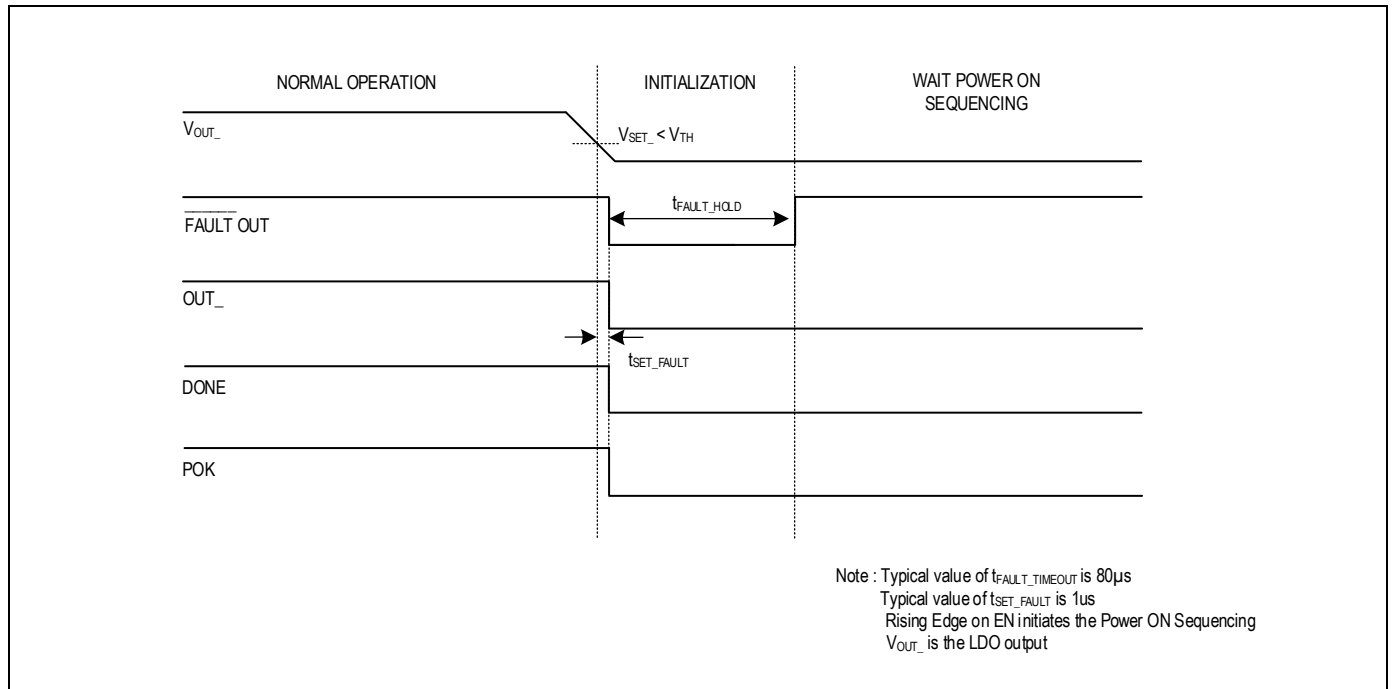 NORMAL OPERATION
INITIALIZATION
WAIT POWER ON
SEQUENCING
VOUT_
VSET_ < VTH
FAULT OUT
tFAULT_HOLD
OUT_
tSET_FAULT
DONE
POK
Note : Typical value of tFAULT_TIMEOUT is 80µs
Typical value of tSET_FAULT is 1us
Rising Edge on EN initiates the Power ON Sequencing
VOUT_ is the LDO output